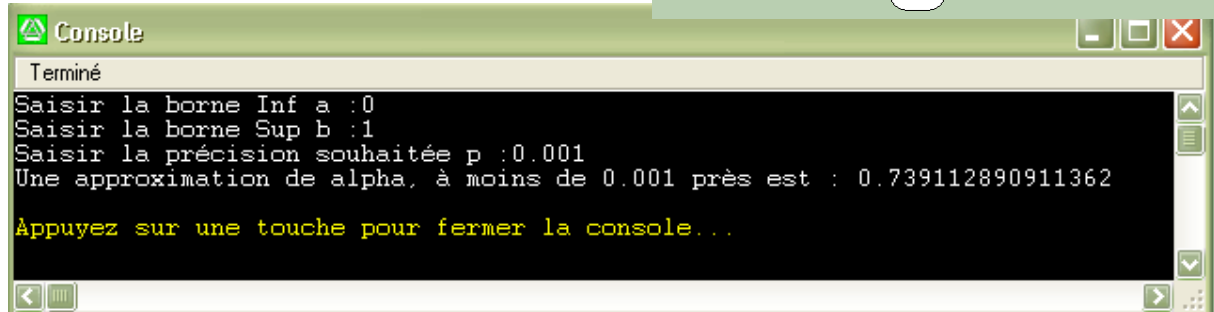 Console
Terminé
Saisir la borne Inf a :0
Saisir la borne Sup b :1
Saisir la précision souhaitée p :0.001
Une approximation de alpha, à moins de 0.001 près est : 0.739112890911362
Appuyez sur une touche pour fermer la console...